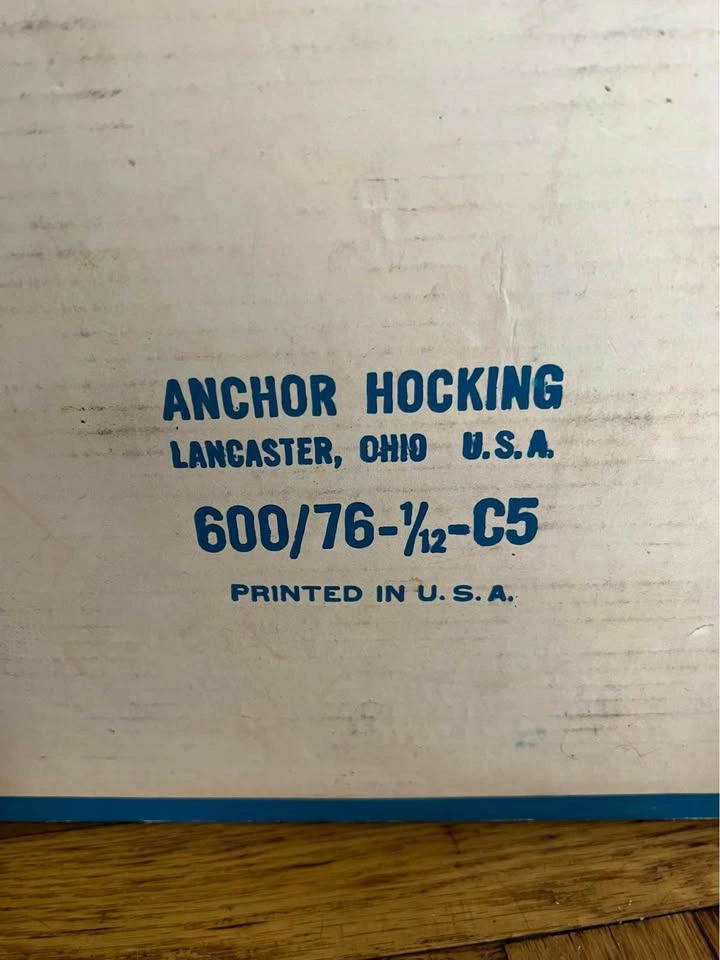 ANCHOR HOCKING
LANCASTER, OHIO U.S.A.
600/76-1/12-C5
PRINTED IN U.S.A.